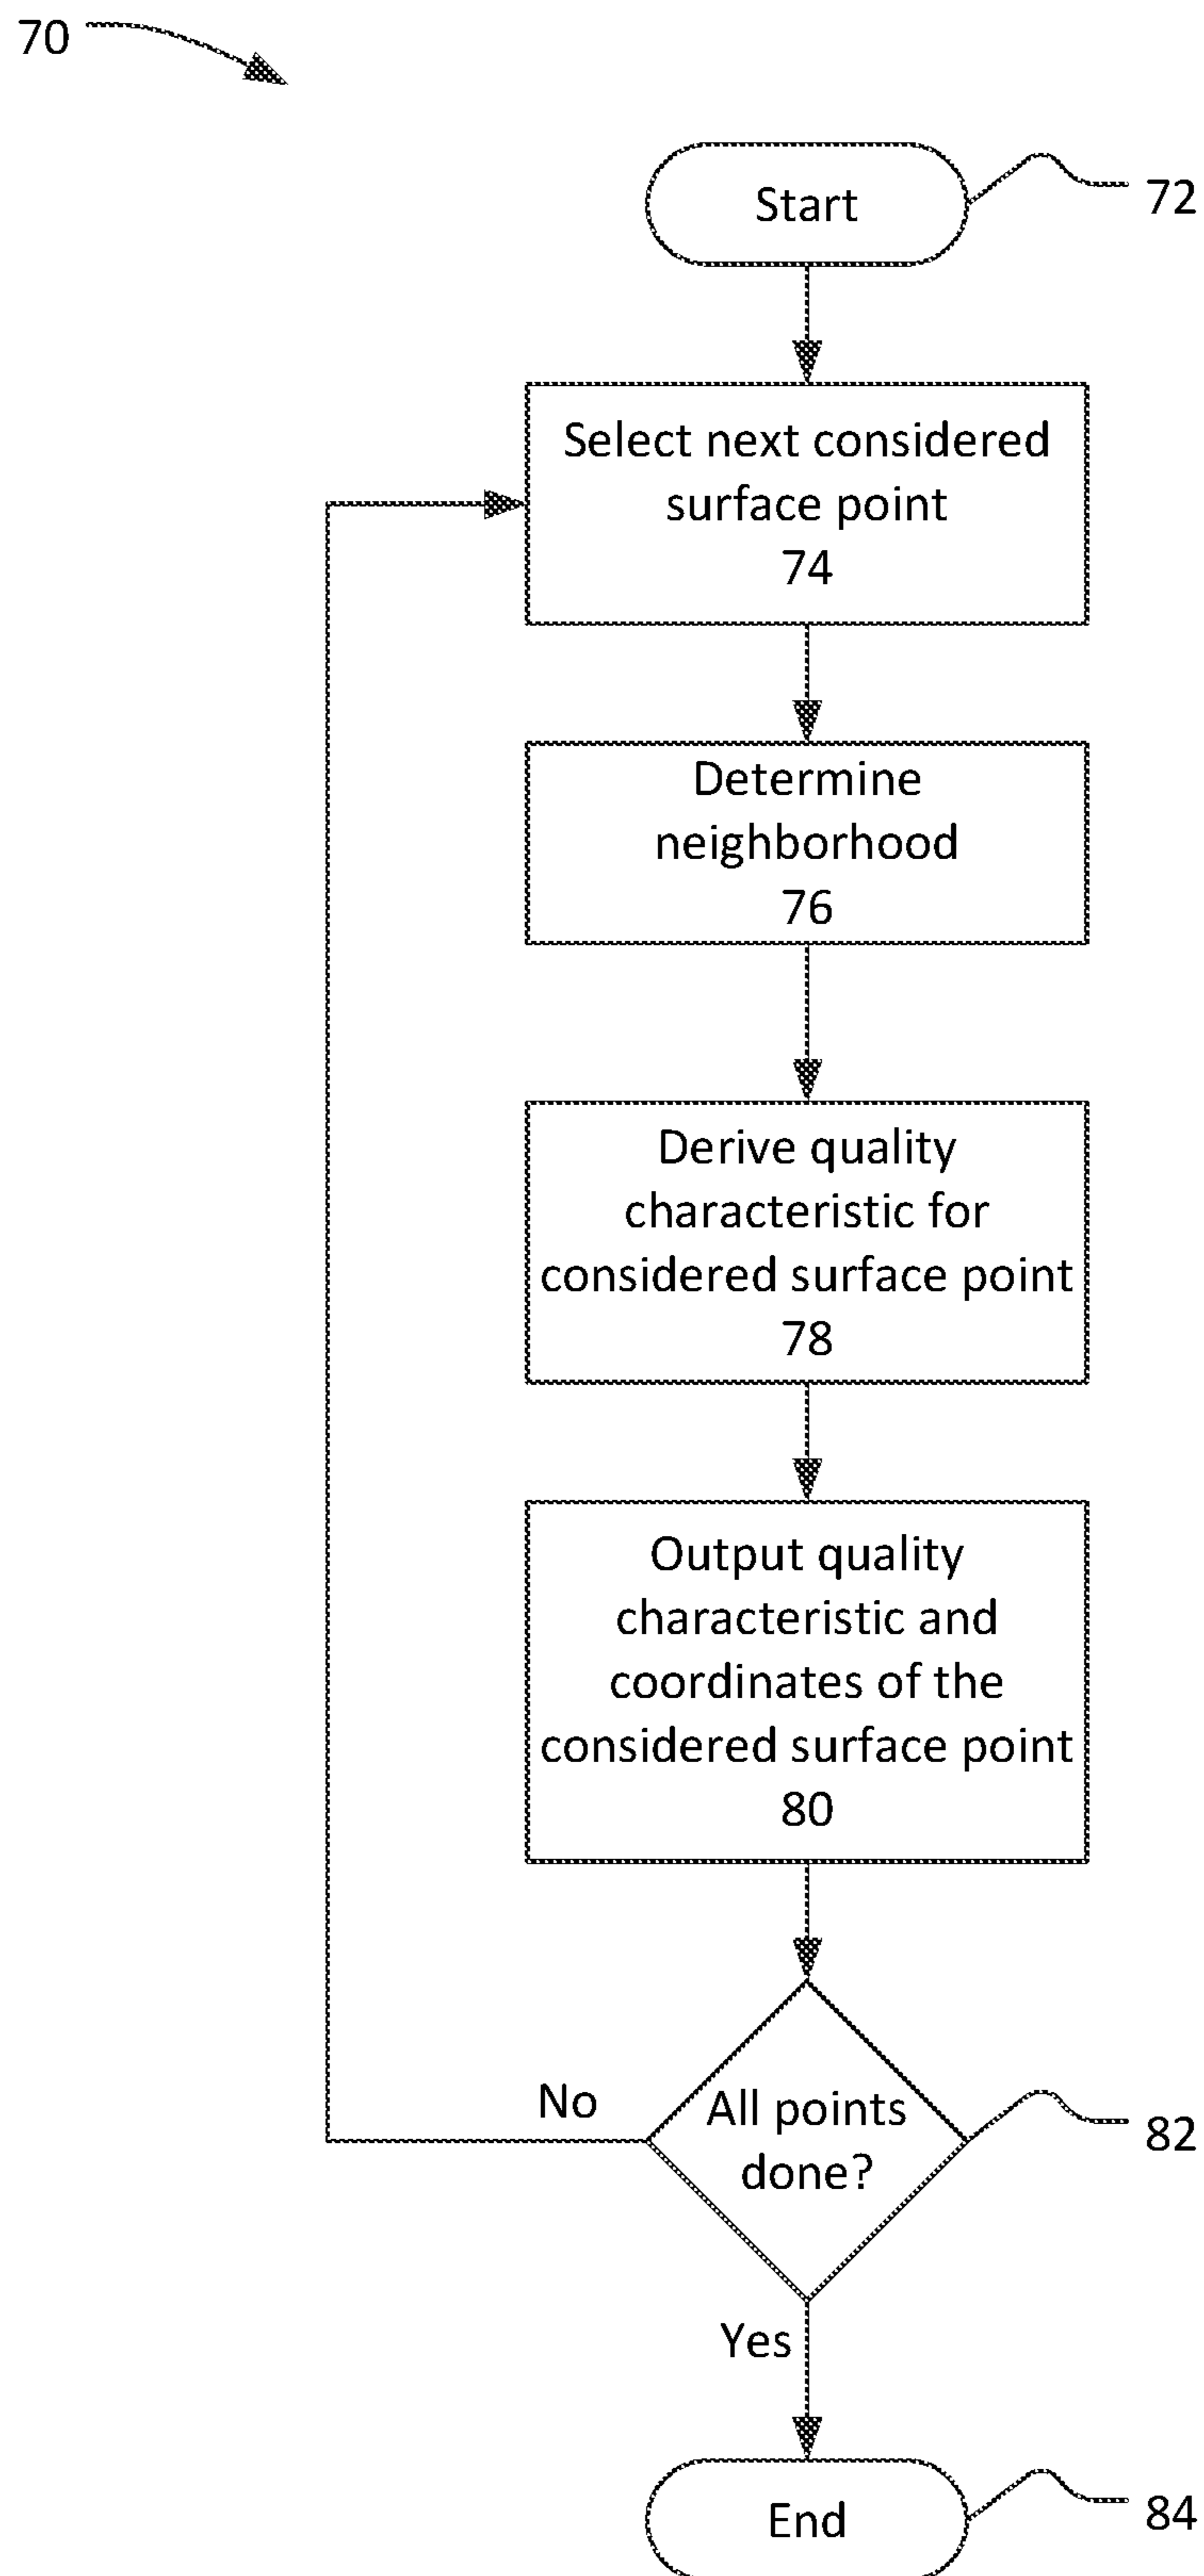 70
Start
72
Select next considered
surface point
74
Determine
neighborhood
76
Derive quality
characteristic for
considered surface point
78
Output quality
characteristic and
coordinates of the
considered surface point
80
No
All points
done?
82
Yes
End
84